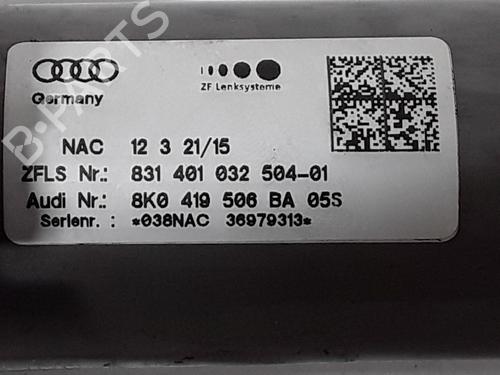 B-PARTS
Germany
ZF Lenksysteme
NAC 12 3 21/15
ZFLS Nr.: 831 401 032 504-01
Audi Nr.: 8K0 419 506 BA 05S
Serienr.: *038NAC 36979313*